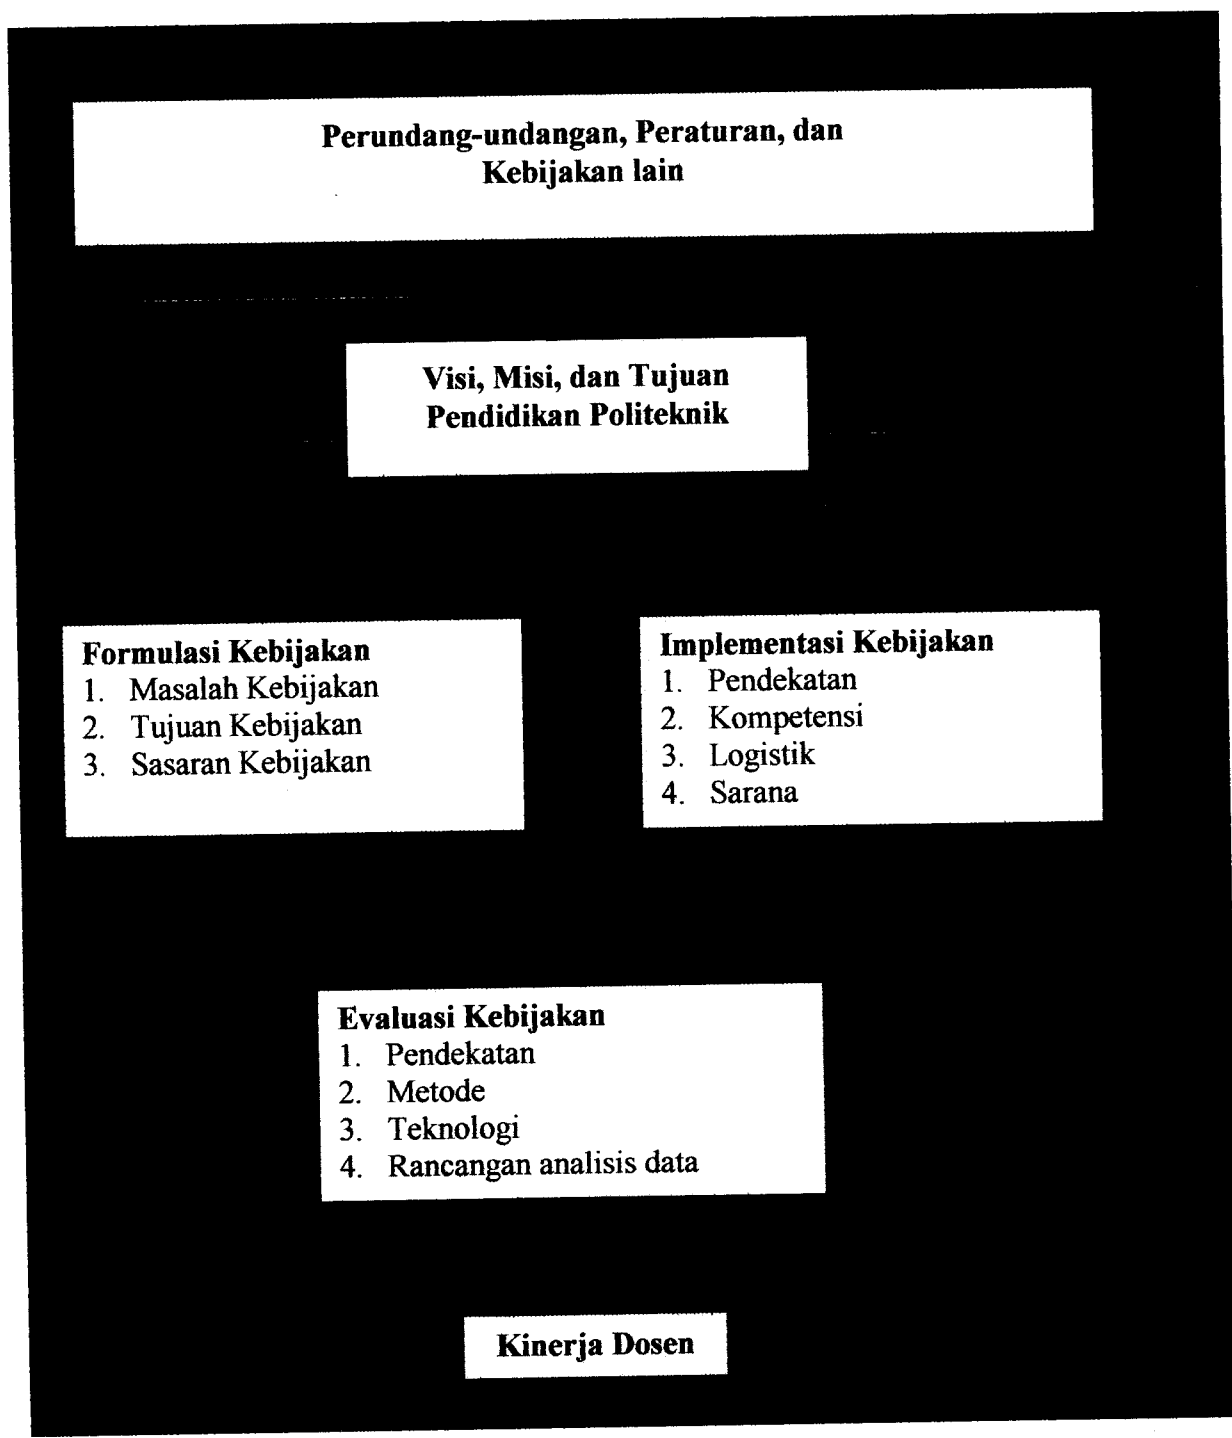 Perundang-undangan, Peraturan, dan
Kebijakan lain
Visi, Misi, dan Tujuan
Pendidikan Politeknik
Formulasi Kebijakan
1. Masalah Kebijakan
2. Tujuan Kebijakan
3. Sasaran Kebijakan
Implementasi Kebijakan
1. Pendekatan
2. Kompetensi
3. Logistik
4. Sarana
Evaluasi Kebijakan
1. Pendekatan
2. Metode
3. Teknologi
4. Rancangan analisis data
Kinerja Dosen